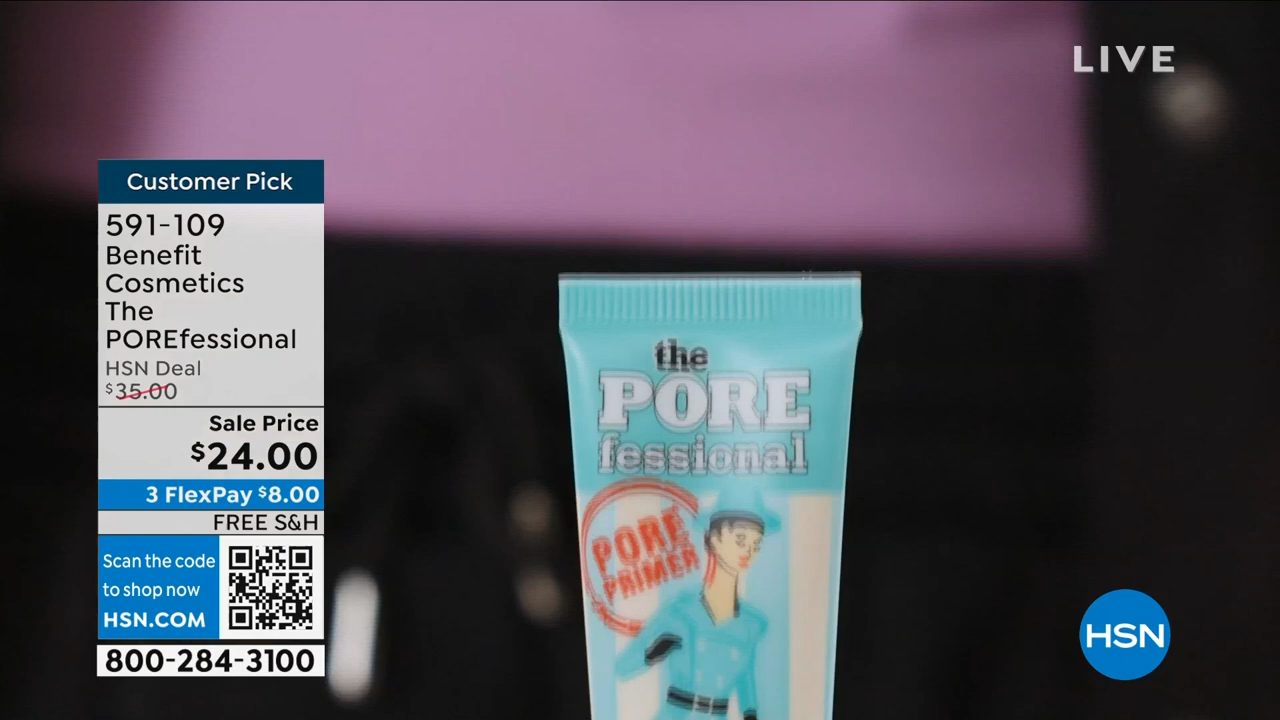 LIVE
Customer Pick
591-109
Benefit
Cosmetics
The
POREfessional
HSN Deal
$35.00
Sale Price
$24.00
3 FlexPay $8.00
FREE S&H
Scan the code
to shop now
HSN.COM
800-284-3100
the
PORE
fessional
PORE
PRIMER
HSN